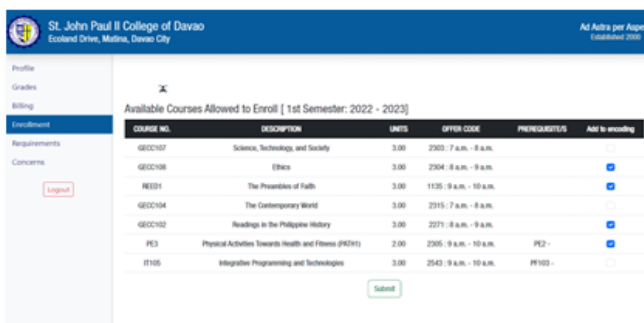 St. John Paul II College of Davao
Ecoland Drive, Matina, Davao City
Ad Astra per Aspe
Established 2000
Profile
Grades
Billing
Enrollment
Requirements
Concerns
Logout
Available Courses Allowed to Enroll [ 1st Semester: 2022 - 2023]
COURSE NO. DESCRIPTION UNITS OFFER CODE PREREQUISITE/S Add to encoding
GECC107 Science, Technology, and Society 3.00 2303 : 7 a.m. - 8 a.m.
GECC108 Ethics 3.00 2304 : 8 a.m. - 9 a.m.
REED1 The Preambles of Faith 3.00 1135 : 9 a.m. - 10 a.m.
GECC104 The Contemporary World 3.00 2315 : 7 a.m. - 8 a.m.
GECC102 Readings in the Philippine History 3.00 2271 : 8 a.m. - 9 a.m.
PE3 Physical Activities Towards Health and Fitness (PATH1) 2.00 2305 : 9 a.m. - 10 a.m. PE2 -
IT105 Integrative Programming and Technologies 3.00 2543 : 9 a.m. - 10 a.m. PF103 -
Submit